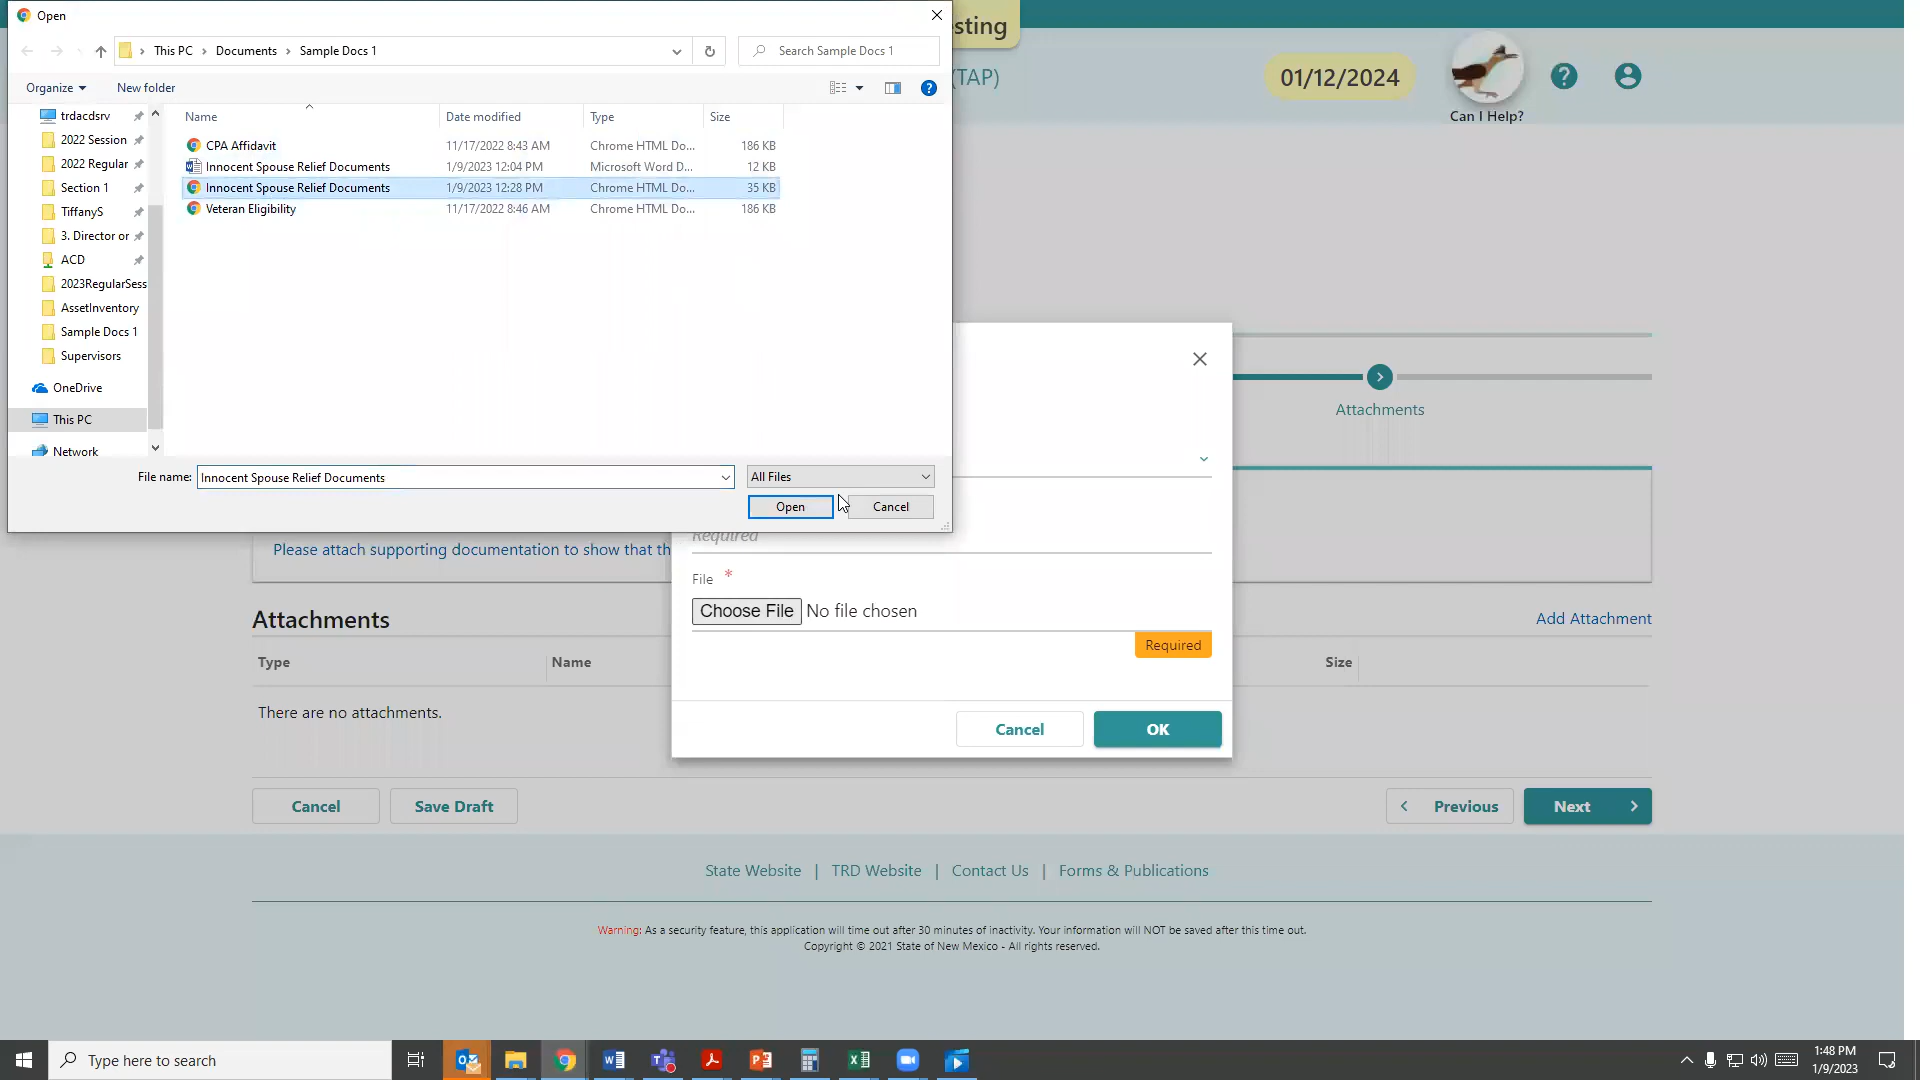 Open
This PC > Documents > Sample Docs 1
Search Sample Docs 1
Organize
New folder
trdacdsrv
2022 Session
2022 Regular
Section 1
TiffanyS
3. Director or
ACD
2023RegularSess
AssetInventory
Sample Docs 1
Supervisors
OneDrive
This PC
Network
Name Date modified Type Size
CPA Affidavit 11/17/2022 8:43 AM Chrome HTML Do... 186 KB
Innocent Spouse Relief Documents 1/9/2023 12:04 PM Microsoft Word D... 12 KB
Innocent Spouse Relief Documents 1/9/2023 12:28 PM Chrome HTML Do... 35 KB
Veteran Eligibility 11/17/2022 8:46 AM Chrome HTML Do... 186 KB
File name: Innocent Spouse Relief Documents All Files
Open Cancel
esting
(TAP)
01/12/2024
Can I Help?
Attachments
Required
File *
Choose File No file chosen
Required
Cancel OK
Please attach supporting documentation to show that th
Attachments Add Attachment
Type Name Size
There are no attachments.
Cancel Save Draft Previous Next
State Website | TRD Website | Contact Us | Forms & Publications
Warning: As a security feature, this application will time out after 30 minutes of inactivity. Your information will NOT be saved after this time out.
Copyright © 2021 State of New Mexico - All rights reserved.
Type here to search
1:48 PM
1/9/2023